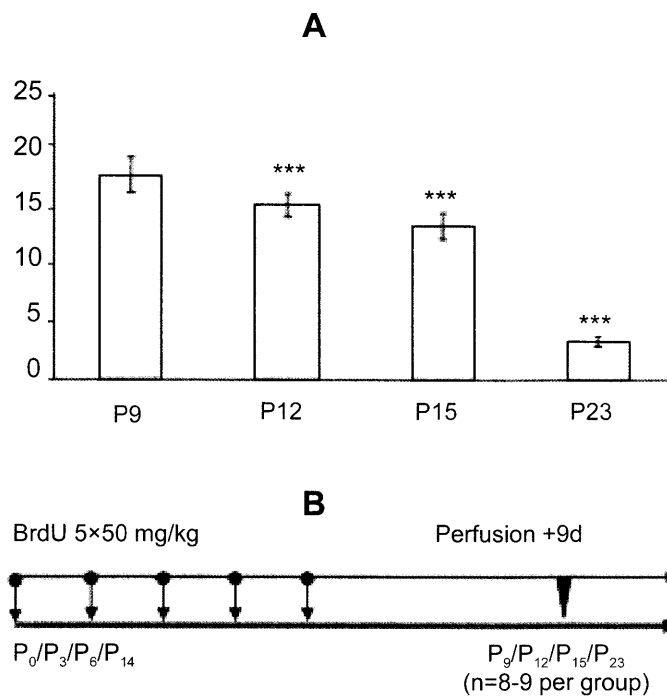 A
25
20
15
10
5
0
***
***
***
P9
P12
P15
P23
B
BrdU 5×50 mg/kg
Perfusion +9d
P0/P3/P6/P14
P9/P12/P15/P23
(n=8-9 per group)